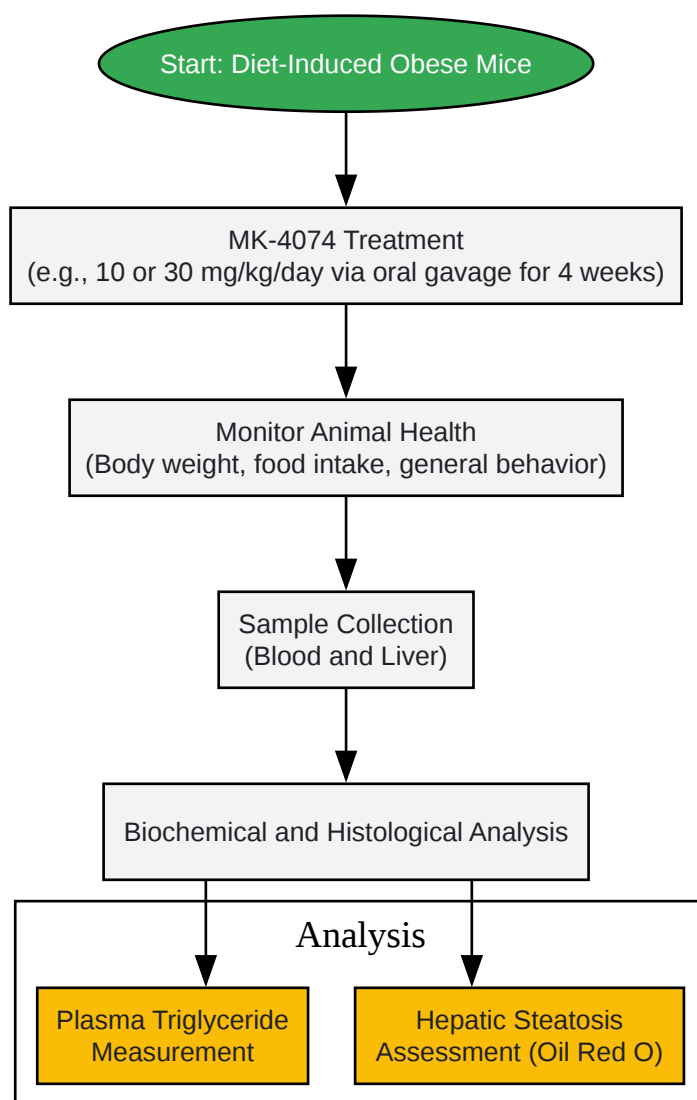 Start: Diet-Induced Obese Mice
MK-4074 Treatment
(e.g., 10 or 30 mg/kg/day via oral gavage for 4 weeks)
Monitor Animal Health
(Body weight, food intake, general behavior)
Sample Collection
(Blood and Liver)
Biochemical and Histological Analysis
Analysis
Plasma Triglyceride
Measurement
Hepatic Steatosis
Assessment (Oil Red O)